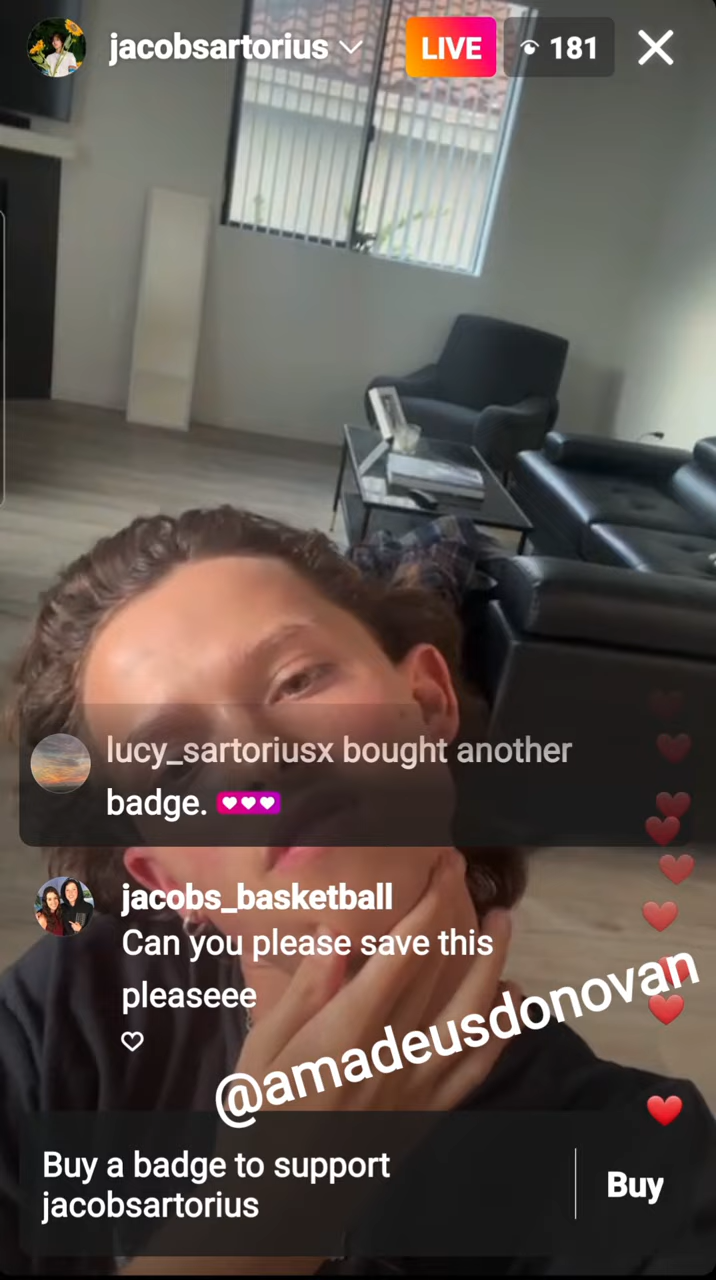 jacobsartorius
LIVE
181
lucy_sartoriusx bought another
badge.
jacobs_basketball
Can you please save this
pleaseee
@amadeusdonovan
Buy a badge to support
jacobsartorius
Buy